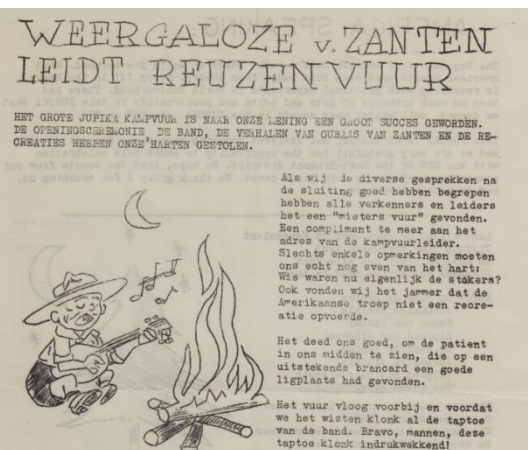 WEERGALOZE v. ZANTEN
LEIDT REUZENVUUR
HET GROTE JUPIKA KAMPVUUR IS NAAR ONZE MENING EEN GROOT SUCCES GEWORDEN.
DE OPENINGSCEREMONIE, DE BAND, DE VERHALEN VAN OUBAAS VAN ZANTEN EN DE RE-
CREATIES HEBBEN ONZE HARTEN GESTOLEN.
Als wij de diverse gesprekken na
de sluiting goed hebben begrepen
hebben alle verkenners en leiders
het een "mieters vuur" gevonden.
Een compliment te meer aan het
adres van de kampvuurleider.
Slechts enkele opmerkingen moeten
ons echt nog even van het hart:
Wie waren nu eigenlijk de stakers?
Ook vonden wij het jammer dat de
Amerikaanse troep niet een recre-
atie opvoerde.
Het deed ons goed, om de patient
in ons midden te zien, die op een
uitstekende brancard een goede
ligplaats had gevonden.
Het vuur vloog voorbij en voordat
we het wisten klonk al de taptoe
van de band. Bravo, mannen, deze
taptoe klonk indrukwekkend!